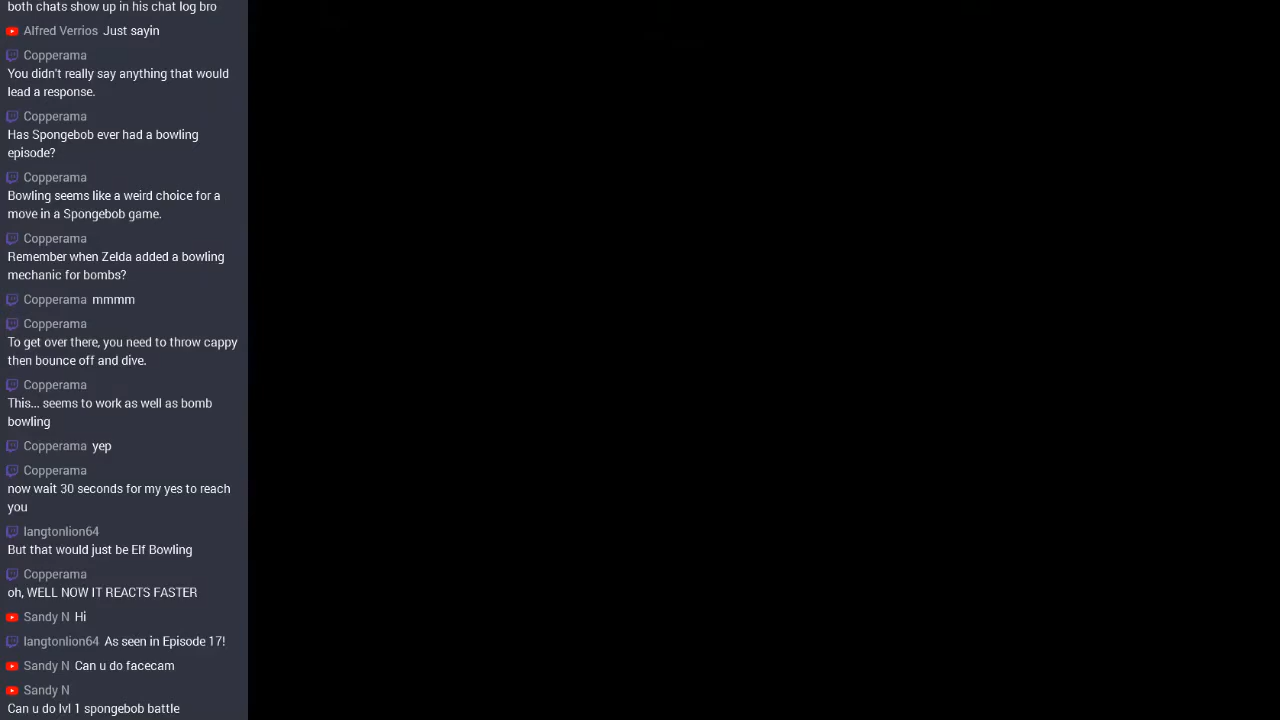 both chats show up in his chat log bro
Alfred Verrios Just sayin
Copperama
You didn't really say anything that would
lead a response.
Copperama
Has Spongebob ever had a bowling
episode?
Copperama
Bowling seems like a weird choice for a
move in a Spongebob game.
Copperama
Remember when Zelda added a bowling
mechanic for bombs?
Copperama mmmm
Copperama
To get over there, you need to throw cappy
then bounce off and dive.
Copperama
This... seems to work as well as bomb
bowling
Copperama yep
Copperama
now wait 30 seconds for my yes to reach
you
langtonlion64
But that would just be Elf Bowling
Copperama
oh, WELL NOW IT REACTS FASTER
Sandy N Hi
langtonlion64 As seen in Episode 17!
Sandy N Can u do facecam
Sandy N
Can u do lvl 1 spongebob battle